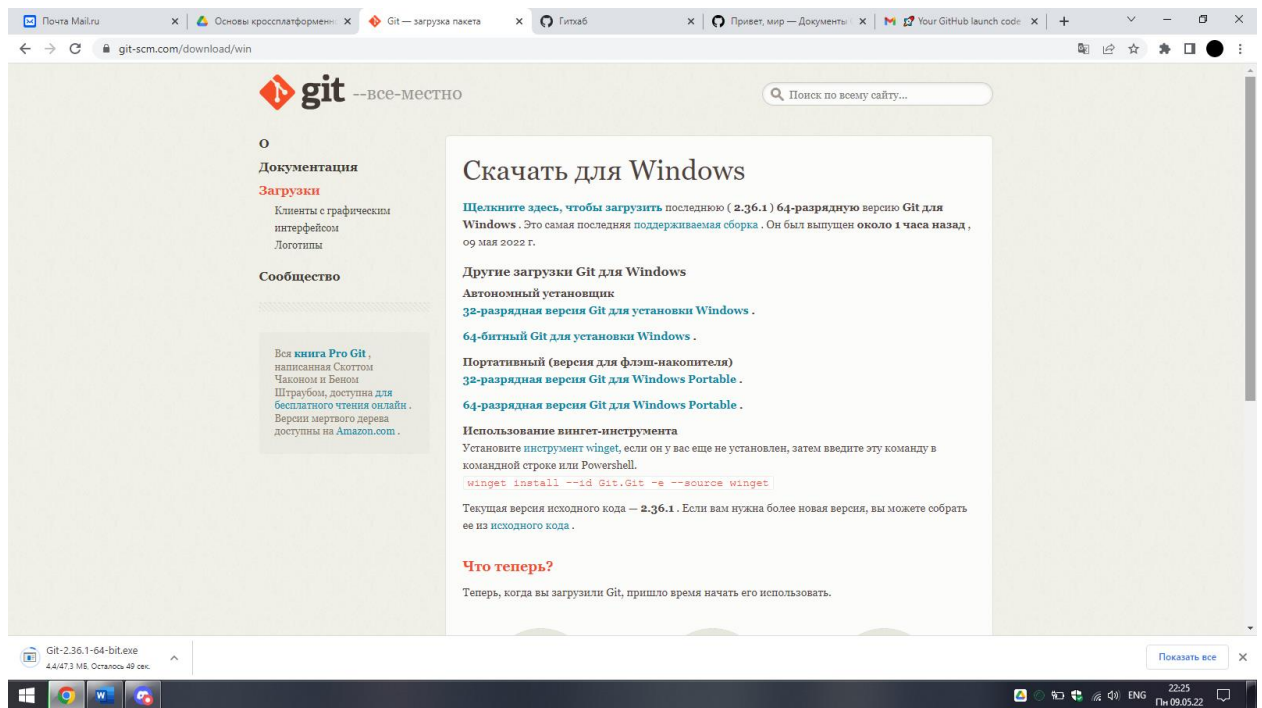 Почта Mail.ru
Основы кроссплатформенн
Git — загрузка пакета
Гитхаб
Привет, мир — Документы
Your GitHub launch code
git-scm.com/download/win
git --все-местно
Поиск по всему сайту...
О
Документация
Загрузки
Клиенты с графическим
интерфейсом
Логотипы
Сообщество
Вся книга Pro Git ,
написанная Скоттом
Чаконом и Беном
Штраубом, доступна для
бесплатного чтения онлайн .
Версии мертвого дерева
доступны на Amazon.com .
Скачать для Windows
Щелкните здесь, чтобы загрузить последнюю ( 2.36.1 ) 64-разрядную версию Git для
Windows . Это самая последняя поддерживаемая сборка . Он был выпущен около 1 часа назад ,
09 мая 2022 г.
Другие загрузки Git для Windows
Автономный установщик
32-разрядная версия Git для установки Windows .
64-битный Git для установки Windows .
Портативный (версия для флэш-накопителя)
32-разрядная версия Git для Windows Portable .
64-разрядная версия Git для Windows Portable .
Использование вингет-инструмента
Установите инструмент winget, если он у вас еще не установлен, затем введите эту команду в
командной строке или Powershell.
winget install --id Git.Git -e --source winget
Текущая версия исходного кода — 2.36.1 . Если вам нужна более новая версия, вы можете собрать
ее из исходного кода .
Что теперь?
Теперь, когда вы загрузили Git, пришло время начать его использовать.
Git-2.36.1-64-bit.exe
4,4/47,3 МБ, Осталось 49 сек.
Показать все
ENG
22:25
Пн 09.05.22